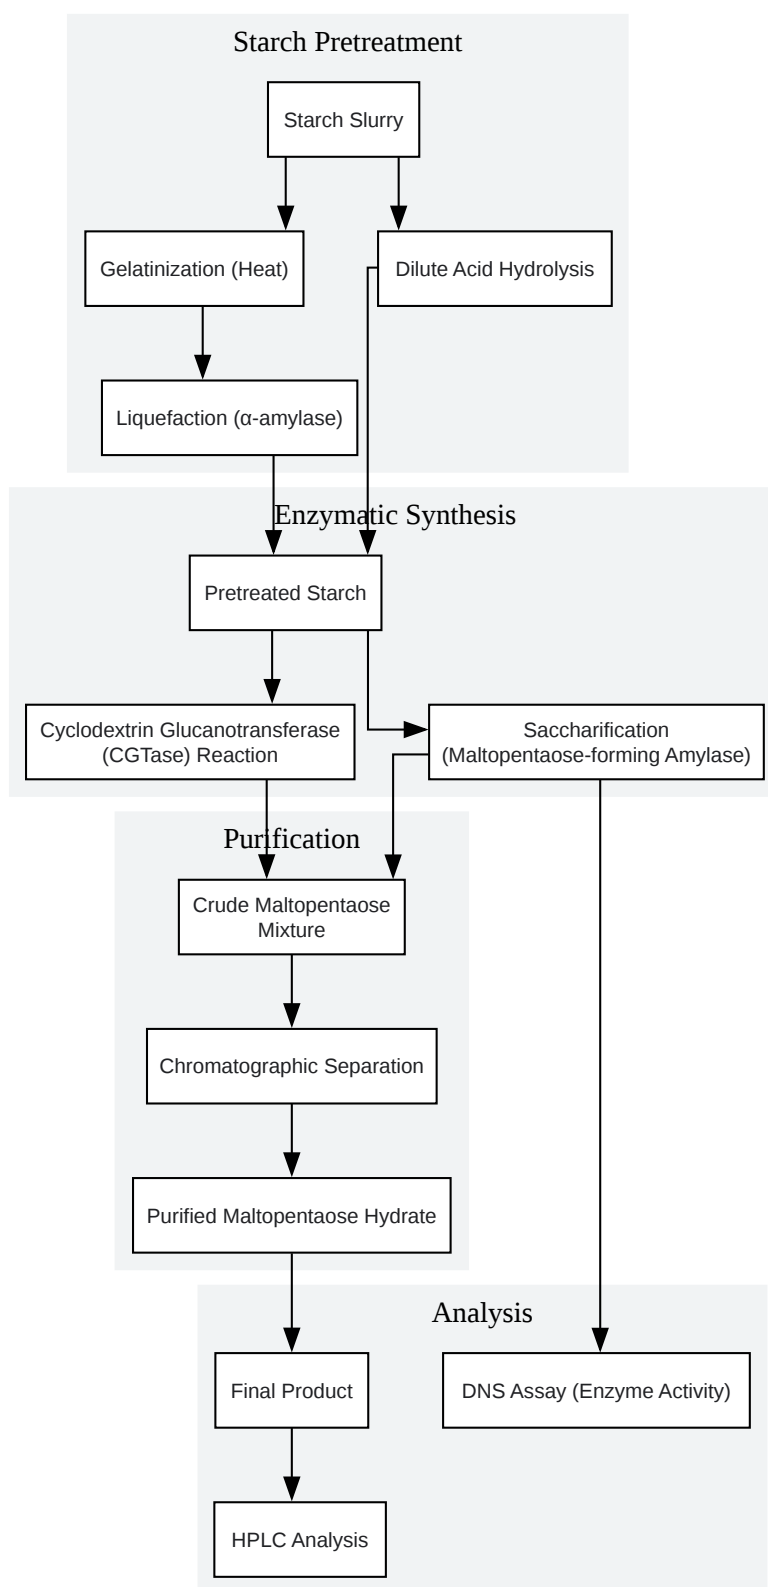 Starch Pretreatment
Starch Slurry
Gelatinization (Heat)
Dilute Acid Hydrolysis
Liquefaction (α-amylase)
Enzymatic Synthesis
Pretreated Starch
Cyclodextrin Glucanotransferase
(CGTase) Reaction
Saccharification
(Maltopentaose-forming Amylase)
Purification
Crude Maltopentaose
Mixture
Chromatographic Separation
Purified Maltopentaose Hydrate
Analysis
Final Product
DNS Assay (Enzyme Activity)
HPLC Analysis